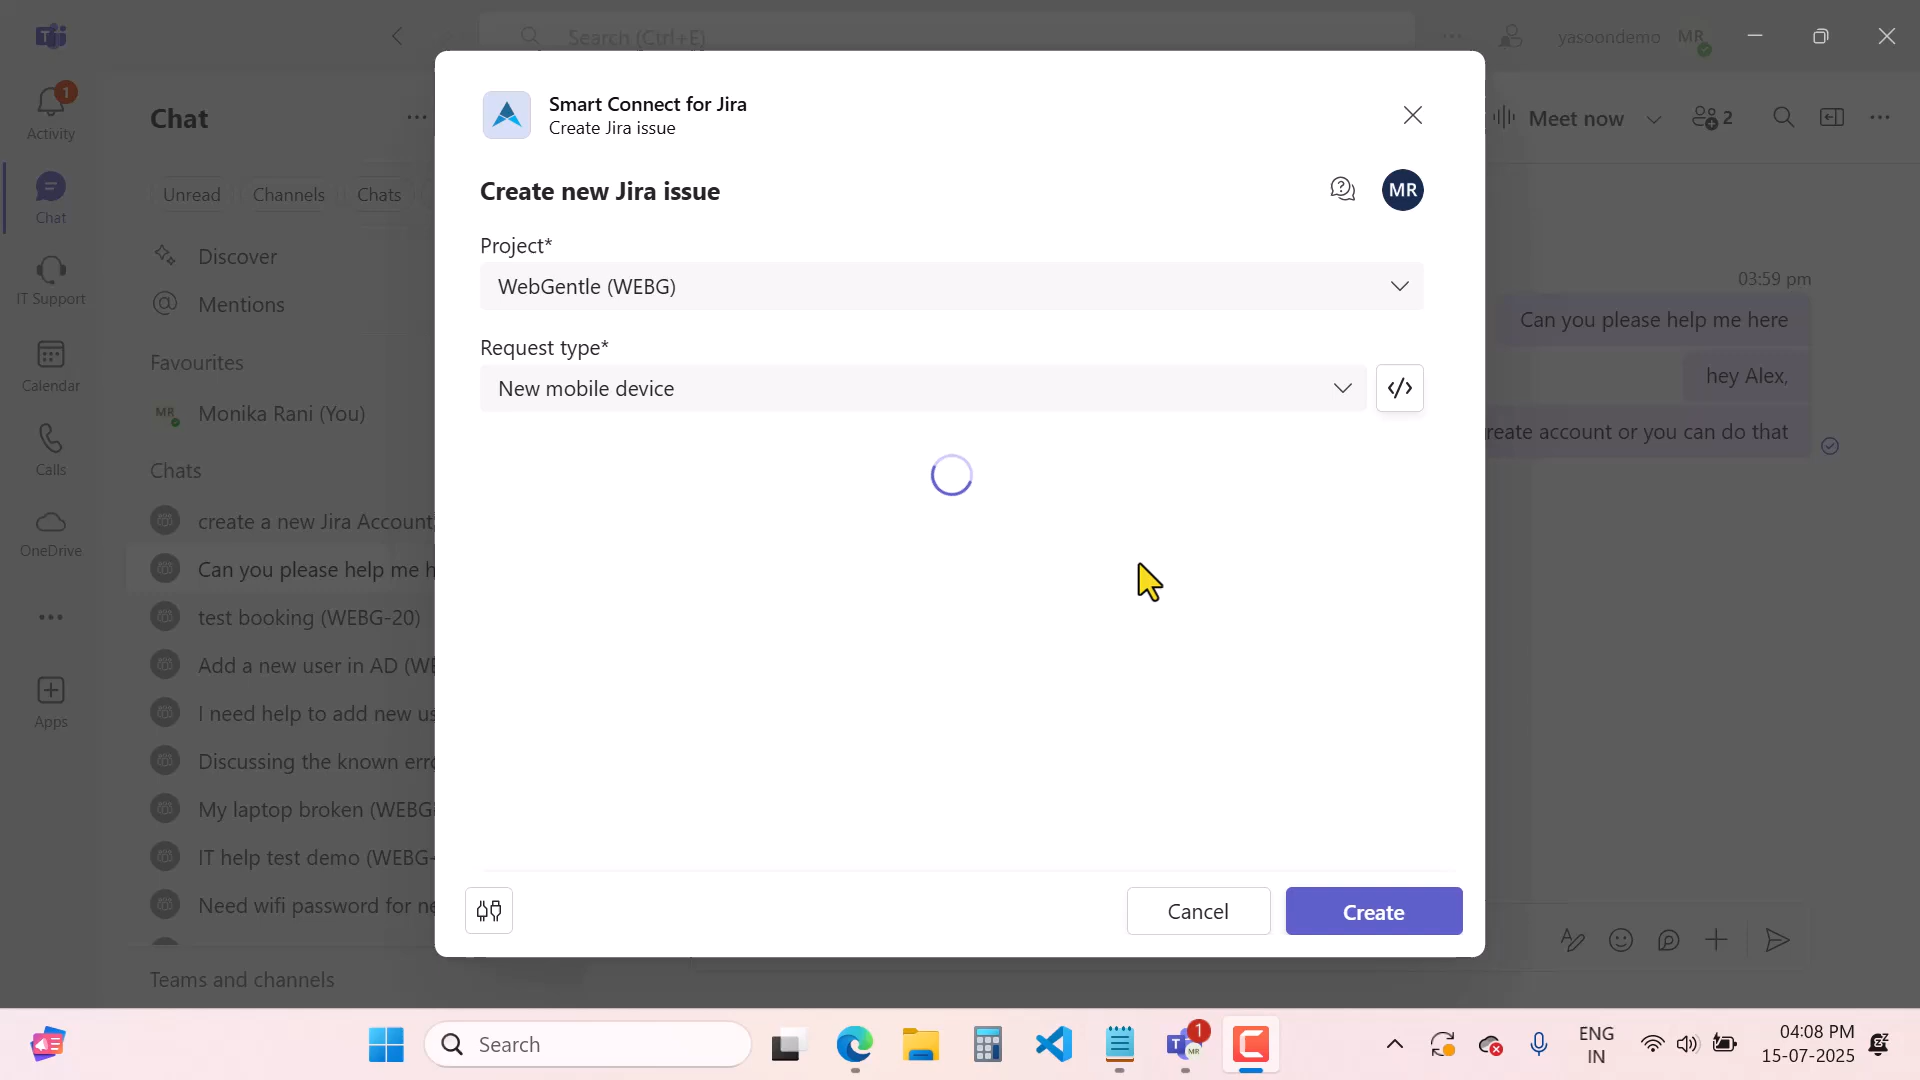 Search (Ctrl+E)
yasoondemo
MR
1
Activity
Chat
Chat
IT Support
Calendar
Calls
OneDrive
Apps
Unread
Channels
Chats
Discover
Mentions
Favourites
MR
Monika Rani (You)
Chats
create a new Jira Account
Can you please help me h
test booking (WEBG-20)
Add a new user in AD (WE
I need help to add new us
Discussing the known erro
My laptop broken (WEBG-
IT help test demo (WEBG-
Need wifi password for ne
Teams and channels
Smart Connect for Jira
Create Jira issue
Create new Jira issue
MR
Project*
WebGentle (WEBG)
Request type*
New mobile device
</>
Cancel
Create
Meet now
2
03:59 pm
Can you please help me here
hey Alex,
reate account or you can do that
Search
1
T
MR
ENG
IN
04:08 PM
15-07-2025